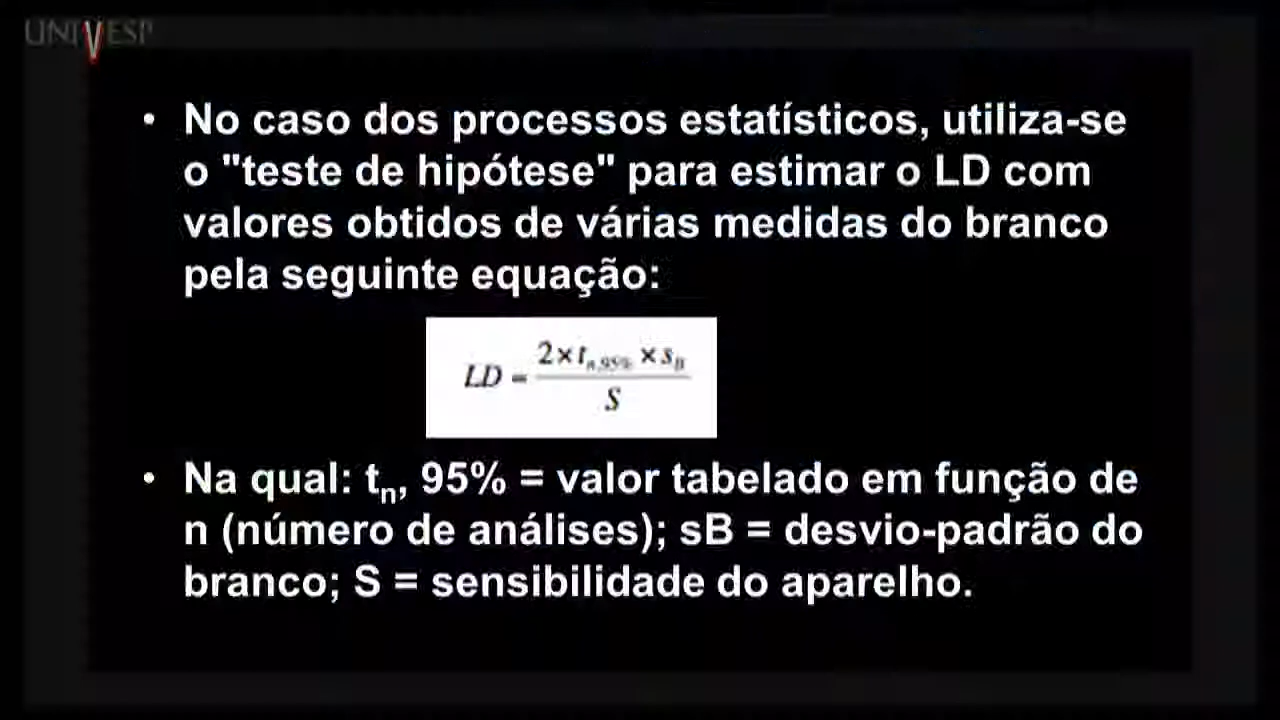 UNIVESP
• No caso dos processos estatísticos, utiliza-se
o "teste de hipótese" para estimar o LD com
valores obtidos de várias medidas do branco
pela seguinte equação:
LD = 2×t n,95% ×s B / S
• Na qual: tn, 95% = valor tabelado em função de
n (número de análises); sB = desvio-padrão do
branco; S = sensibilidade do aparelho.